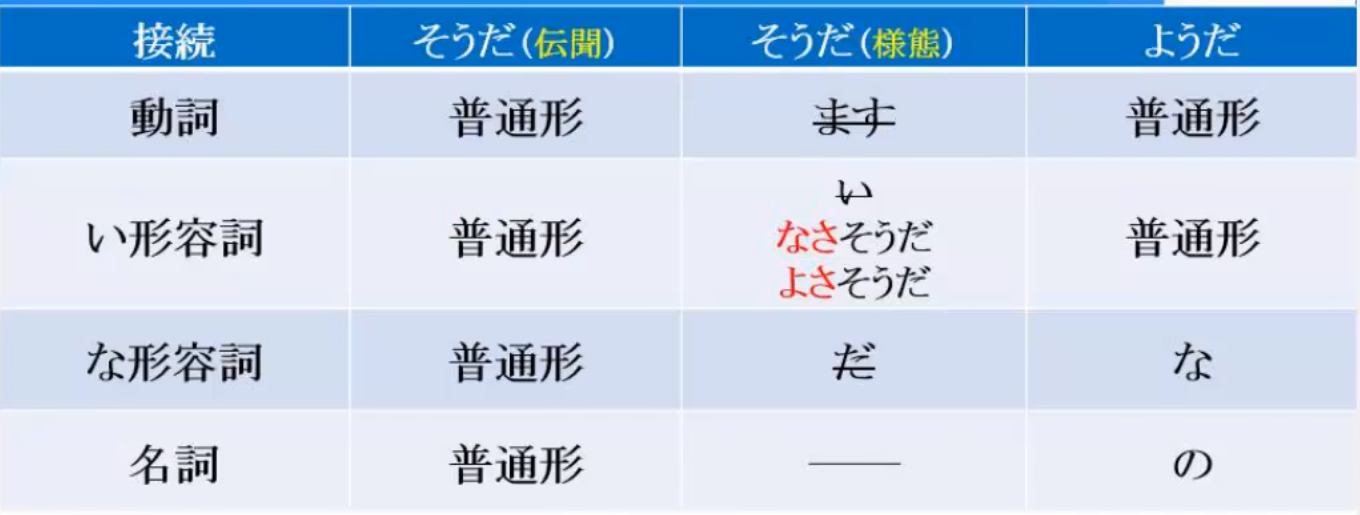 接続 そうだ(伝聞) そうだ(様態) ようだ
動詞 普通形 ます 普通形
い形容詞 普通形 い 普通形
なさそうだ
よさそうだ
な形容詞 普通形 だ な
名詞 普通形 —— の